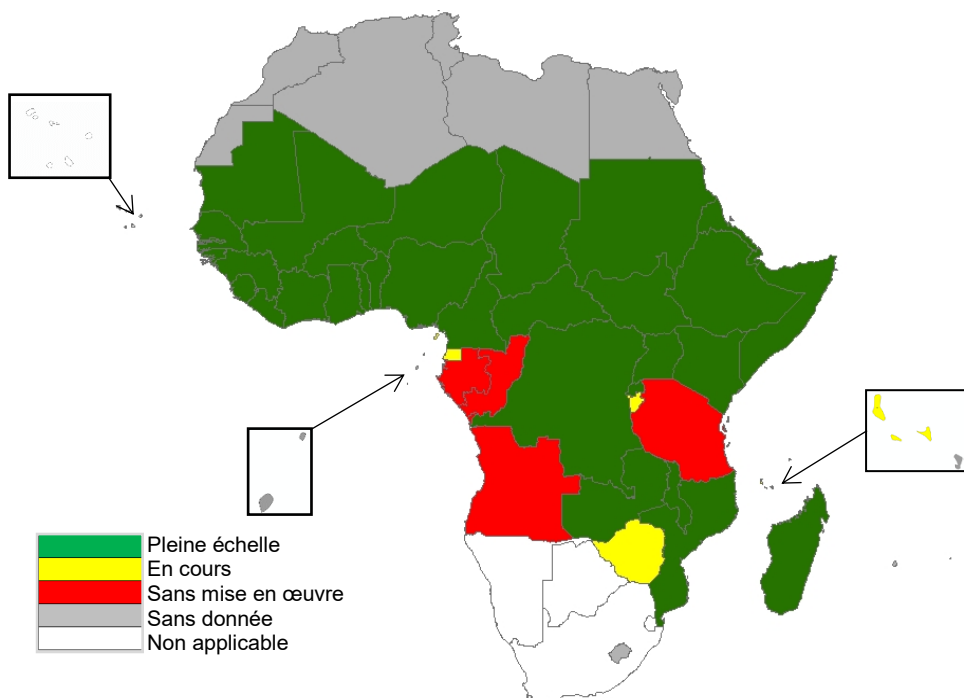 Pleine échelle
En cours
Sans mise en œuvre
Sans donnée
Non applicable